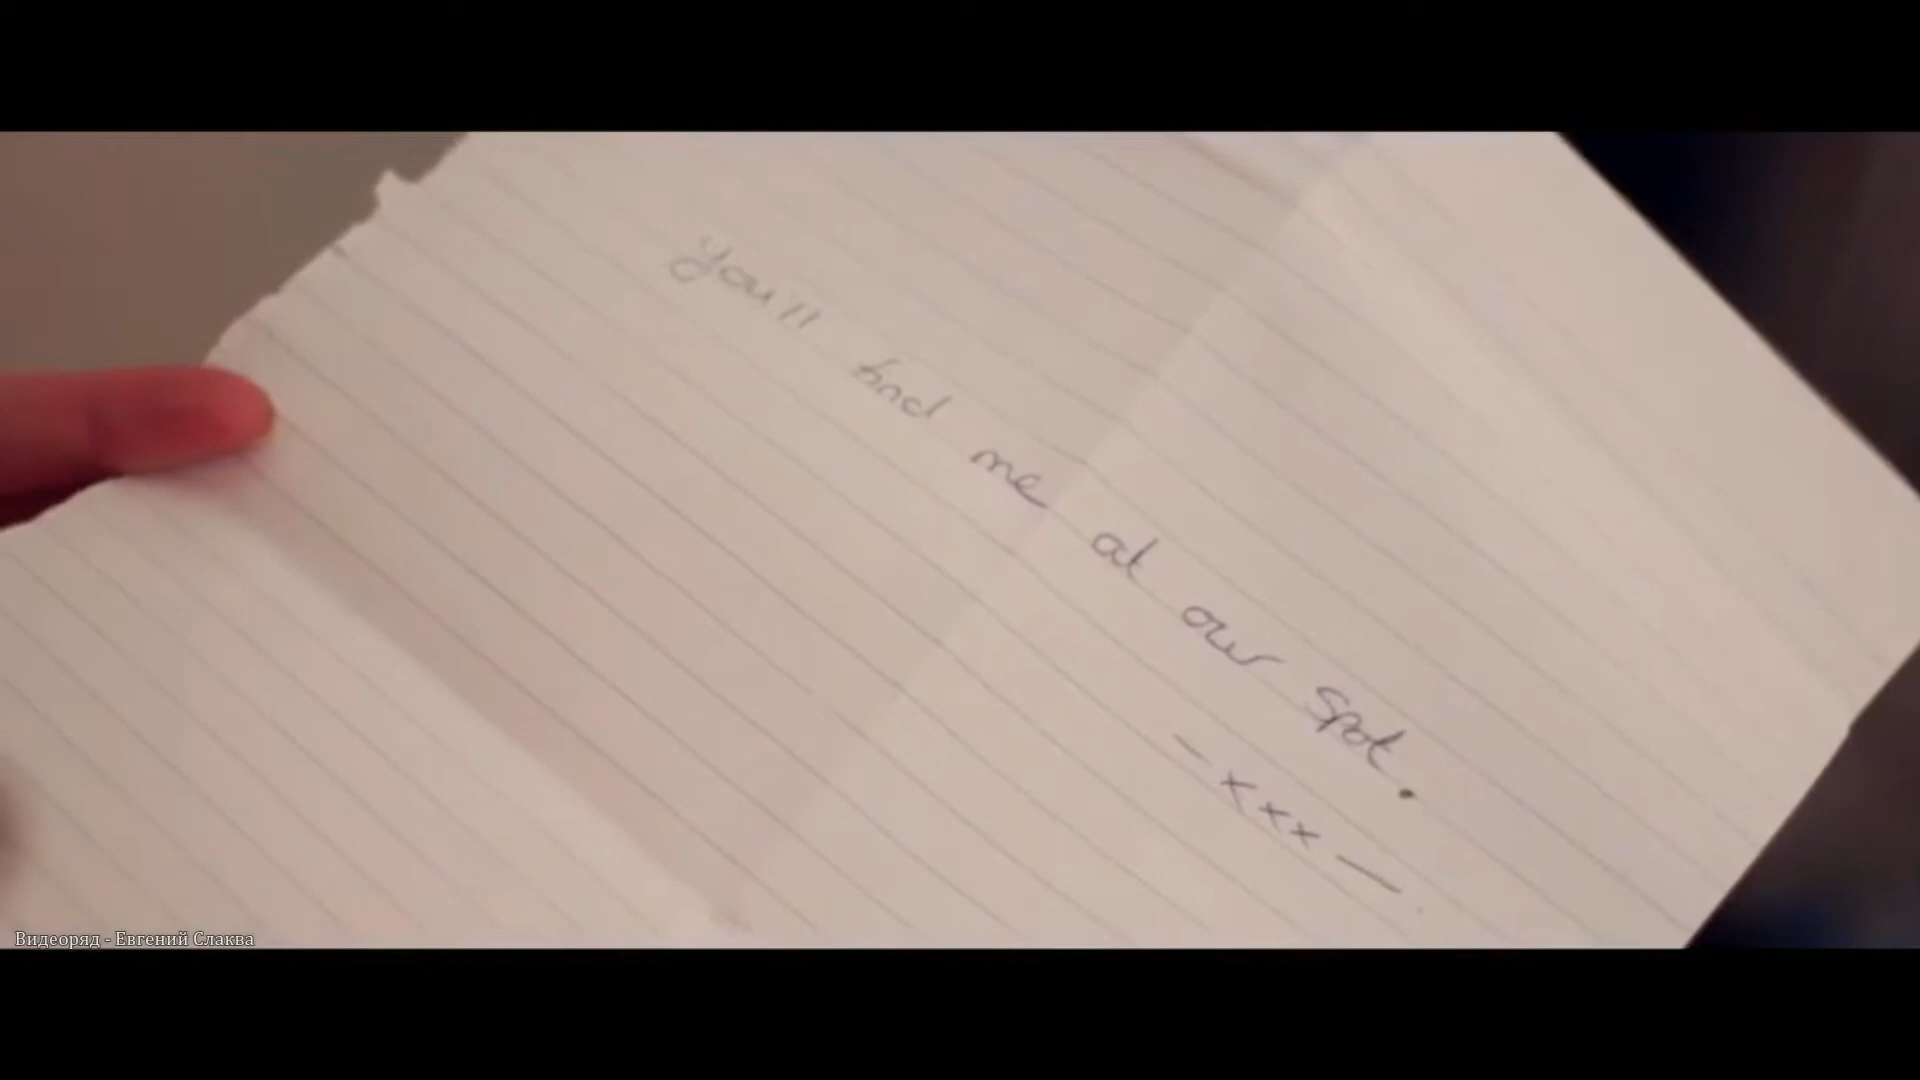 you'll find me at our spot.
- xxx -
Видеоряд - Евгений Слаква